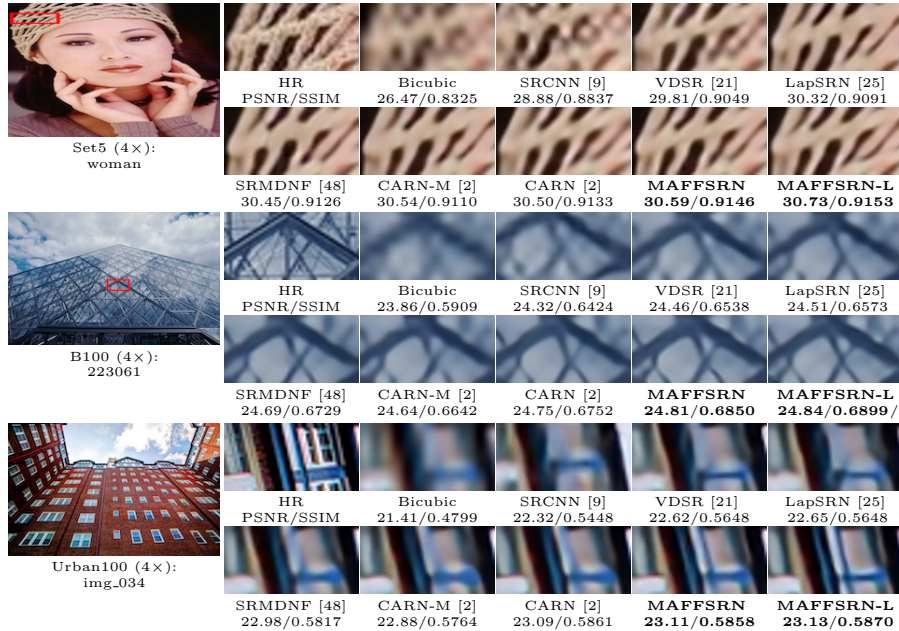 HR Bicubic SRCNN [9] VDSR [21] LapSRN [25]
PSNR/SSIM 26.47/0.8325 28.88/0.8837 29.81/0.9049 30.32/0.9091
Set5 (4×):
woman
SRMDNF [48] CARN-M [2] CARN [2] MAFFSRN MAFFSRN-L
30.45/0.9126 30.54/0.9110 30.50/0.9133 30.59/0.9146 30.73/0.9153
HR Bicubic SRCNN [9] VDSR [21] LapSRN [25]
PSNR/SSIM 23.86/0.5909 24.32/0.6424 24.46/0.6538 24.51/0.6573
B100 (4×):
223061
SRMDNF [48] CARN-M [2] CARN [2] MAFFSRN MAFFSRN-L
24.69/0.6729 24.64/0.6642 24.75/0.6752 24.81/0.6850 24.84/0.6899/
HR Bicubic SRCNN [9] VDSR [21] LapSRN [25]
PSNR/SSIM 21.41/0.4799 22.32/0.5448 22.62/0.5648 22.65/0.5648
Urban100 (4×):
img_034
SRMDNF [48] CARN-M [2] CARN [2] MAFFSRN MAFFSRN-L
22.98/0.5817 22.88/0.5764 23.09/0.5861 23.11/0.5858 23.13/0.5870